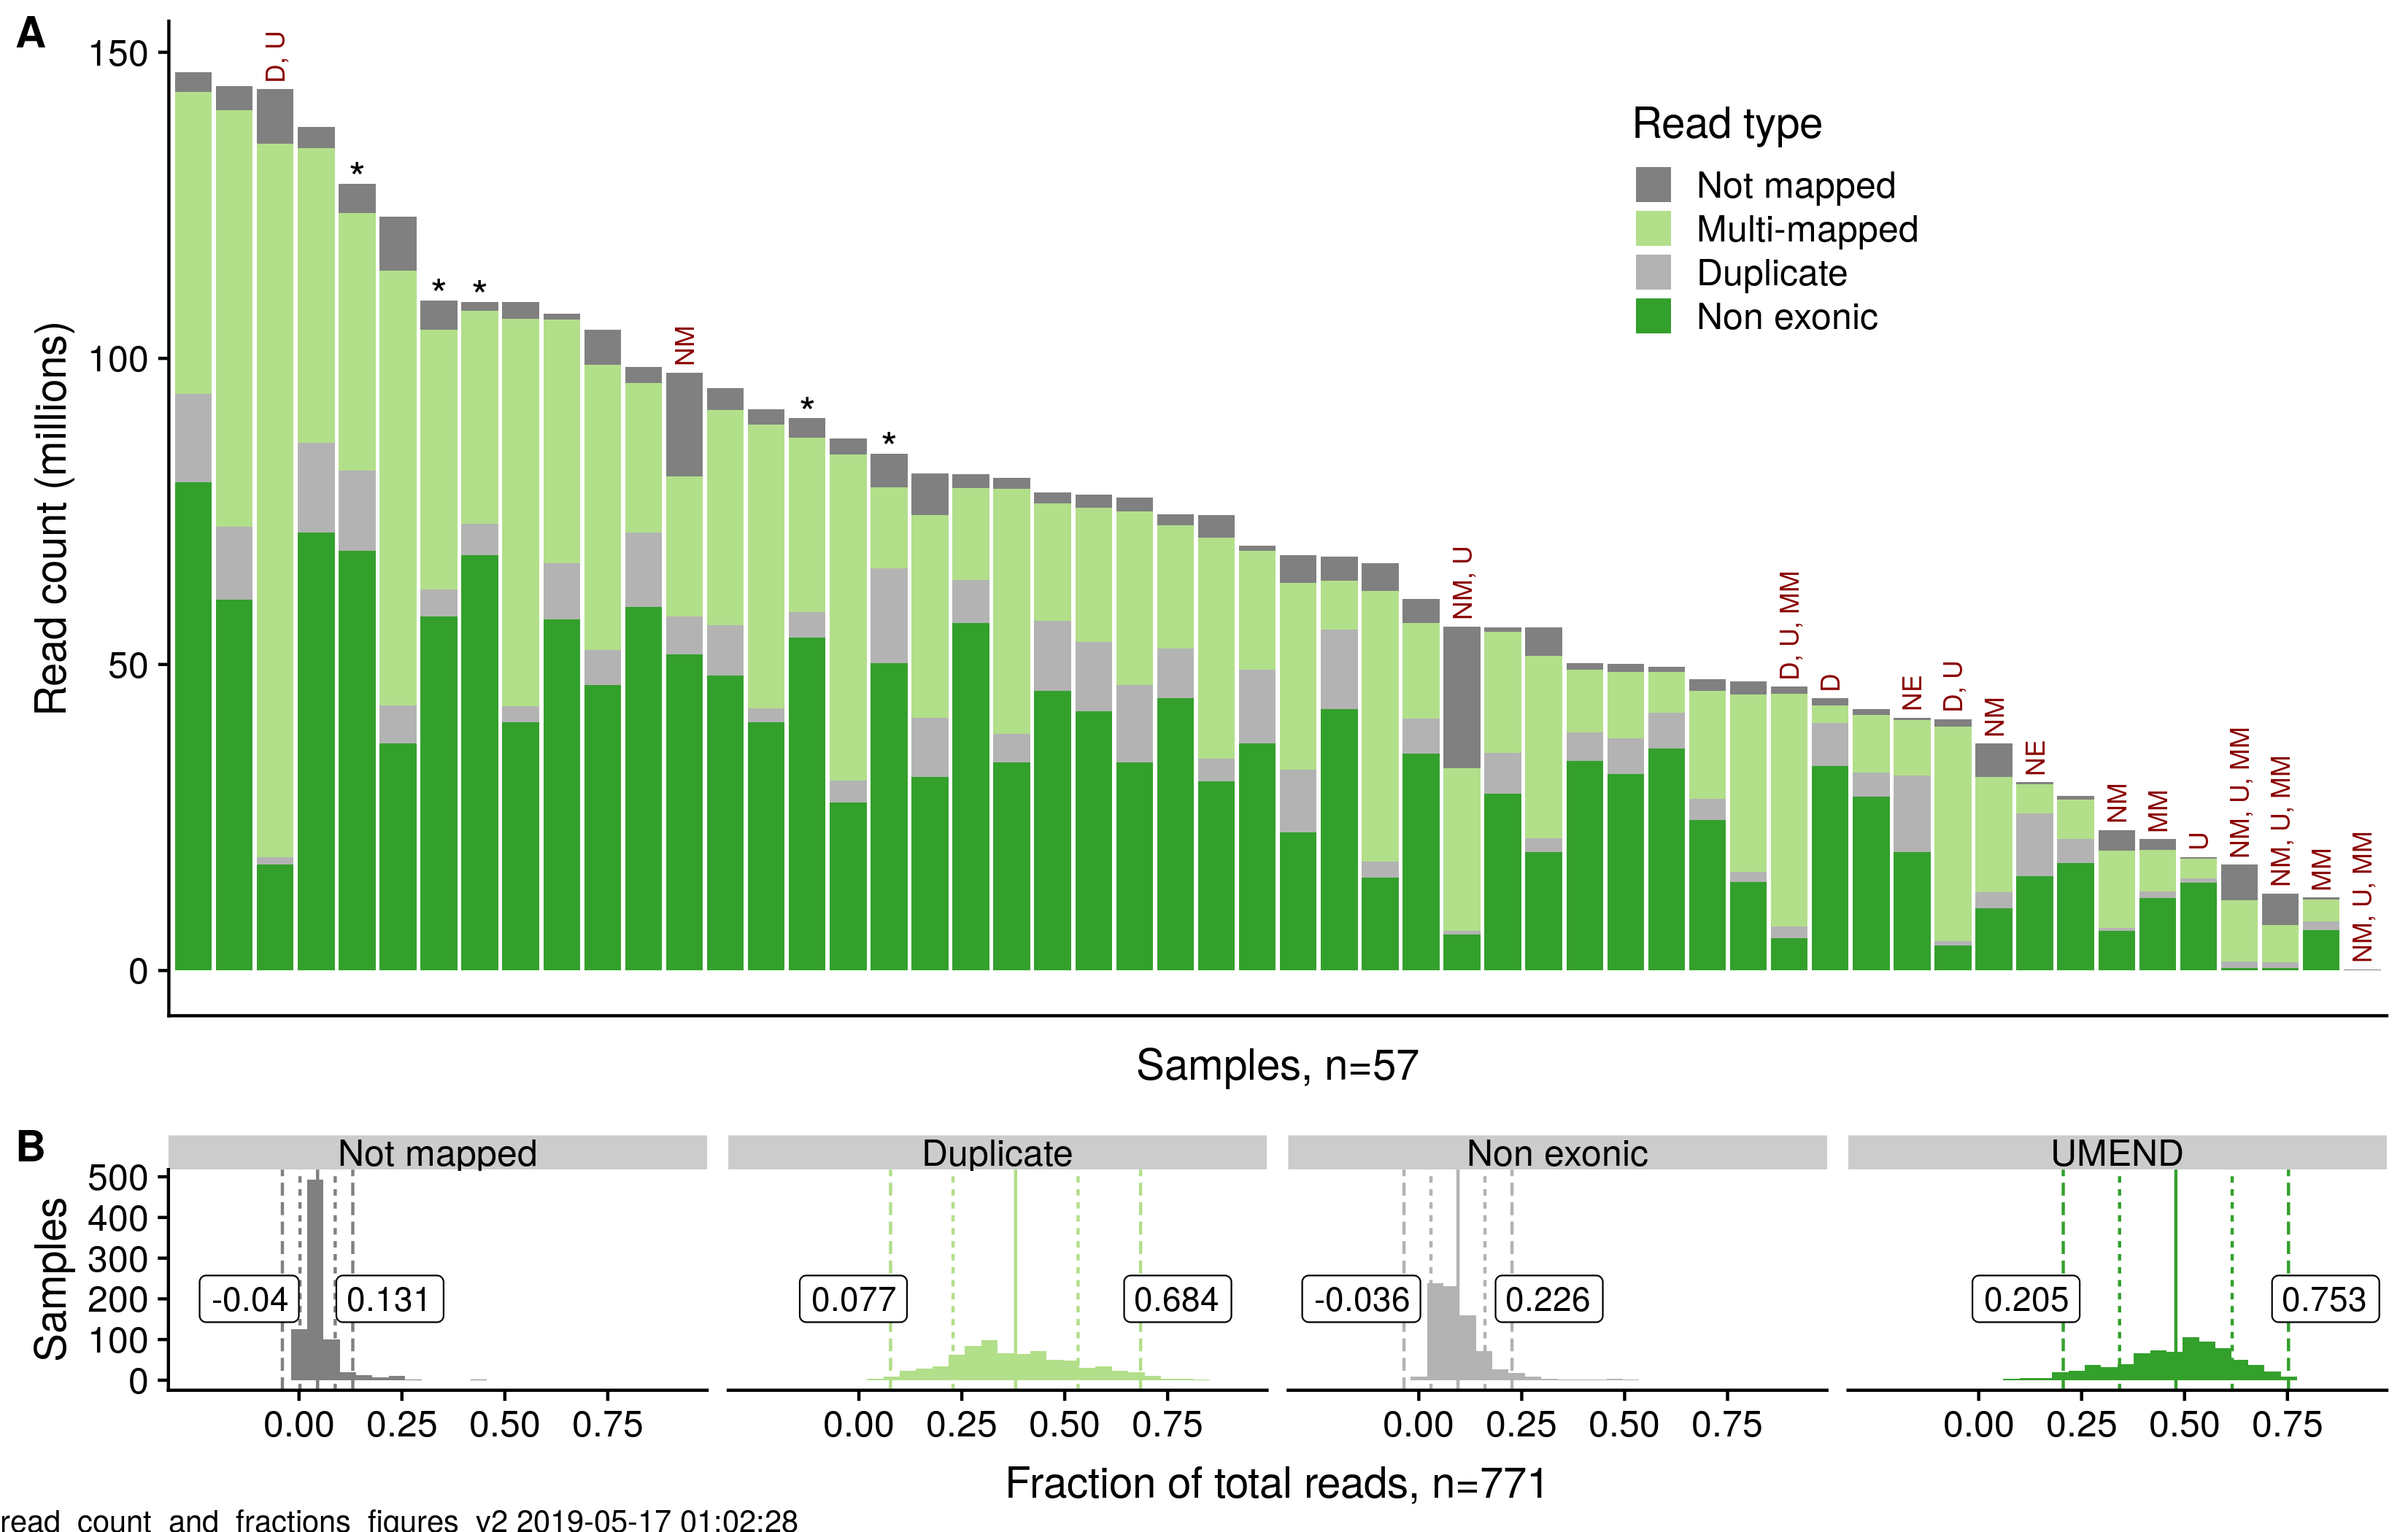 A
Read count (millions)
150
100
50
0
D, U
*
*
*
NM
*
*
NM, U
D, U, MM
D
NE
D, U
NM
NE
NM
MM
U
NM, U, MM
NM, U, MM
MM
NM, U, MM
Read type
Not mapped
Multi-mapped
Duplicate
Non exonic
Samples, n=57
B
Not mapped
Duplicate
Non exonic
UMEND
Samples
500
400
300
200
100
0
-0.04
0.131
0.077
0.684
-0.036
0.226
0.205
0.753
0.00 0.25 0.50 0.75
0.00 0.25 0.50 0.75
0.00 0.25 0.50 0.75
0.00 0.25 0.50 0.75
Fraction of total reads, n=771
read_count_and_fractions_figures_v2 2019-05-17 01:02:28